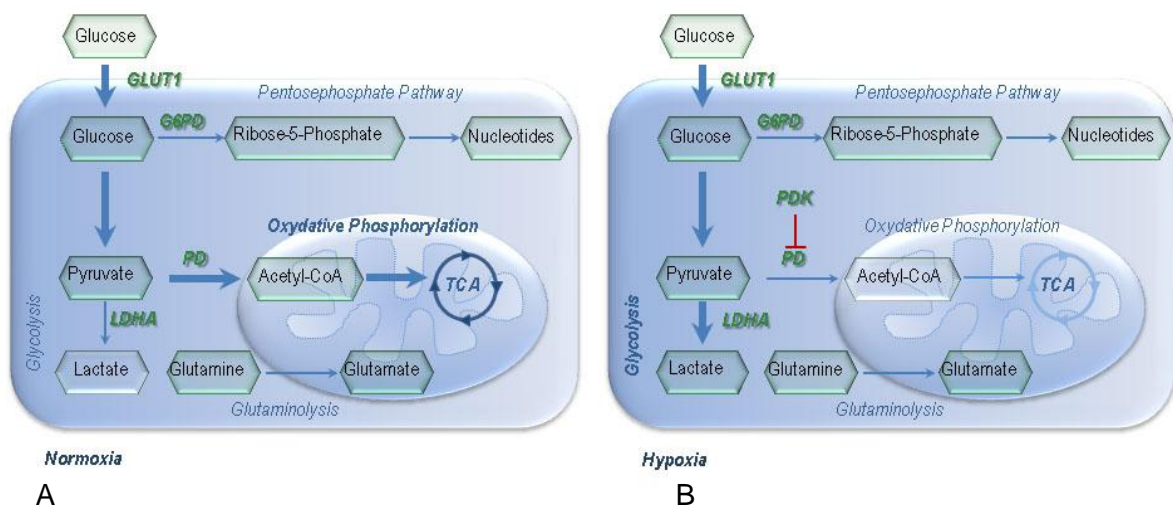 Glucose
GLUT1
Pentosephosphate Pathway
Glucose
G6PD
Ribose-5-Phosphate
Nucleotides
Oxydative Phosphorylation
Pyruvate
PD
Acetyl-CoA
TCA
LDHA
Glycolysis
Lactate
Glutamine
Glutamate
Glutaminolysis
Normoxia
A
Glucose
GLUT1
Pentosephosphate Pathway
Glucose
G6PD
Ribose-5-Phosphate
Nucleotides
PDK
Oxydative Phosphorylation
Pyruvate
PD
Acetyl-CoA
TCA
LDHA
Glycolysis
Lactate
Glutamine
Glutamate
Glutaminolysis
Hypoxia
B